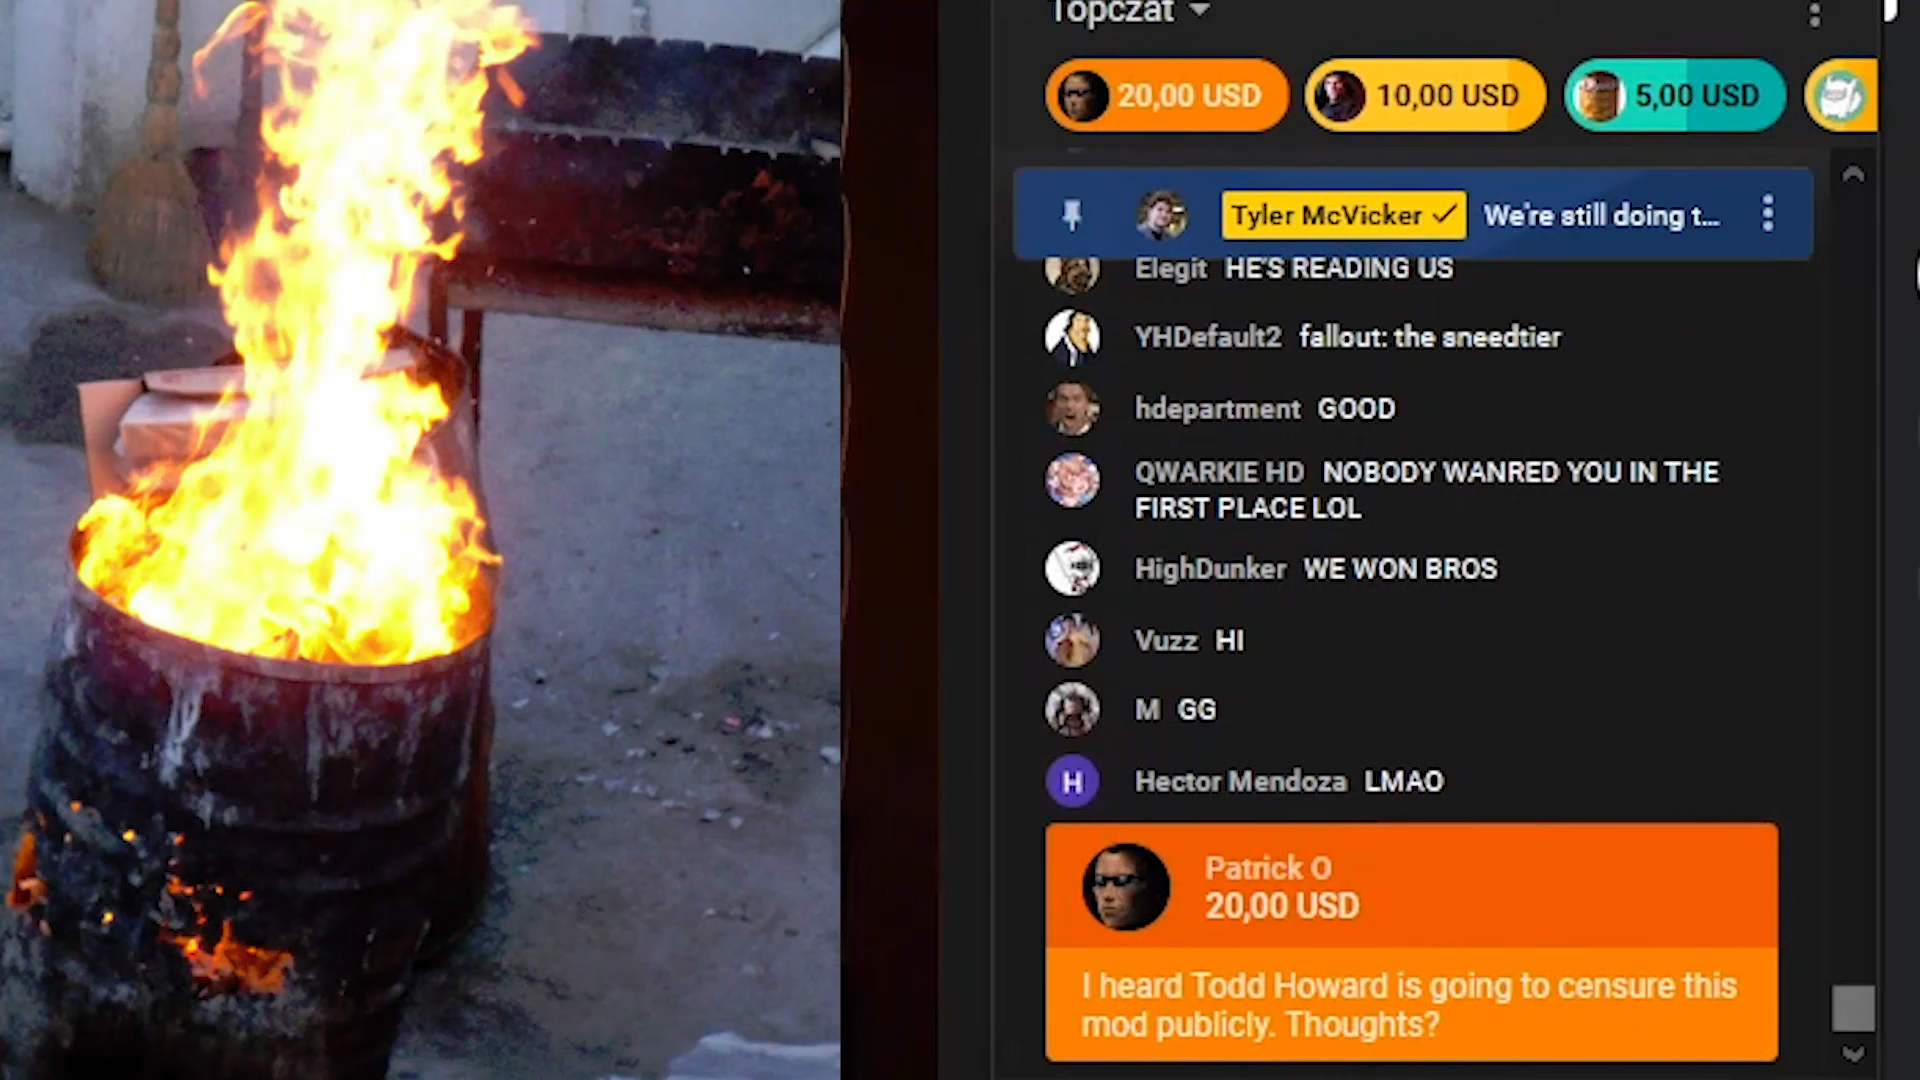 Topczat
20,00 USD 10,00 USD 5,00 USD
Tyler McVicker We're still doing t...
Elegit HE'S READING US
YHDefault2 fallout: the sneedtier
hdepartment GOOD
QWARKIE HD NOBODY WANRED YOU IN THE
FIRST PLACE LOL
HighDunker WE WON BROS
Vuzz HI
M GG
H Hector Mendoza LMAO
Patrick O
20,00 USD
I heard Todd Howard is going to censure this
mod publicly. Thoughts?